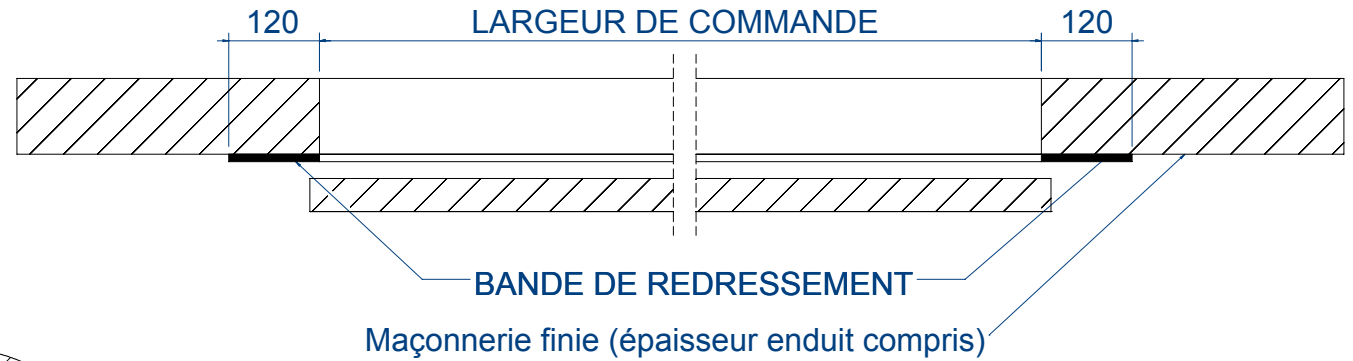 120 LARGEUR DE COMMANDE 120
BANDE DE REDRESSEMENT
Maçonnerie finie (épaisseur enduit compris)